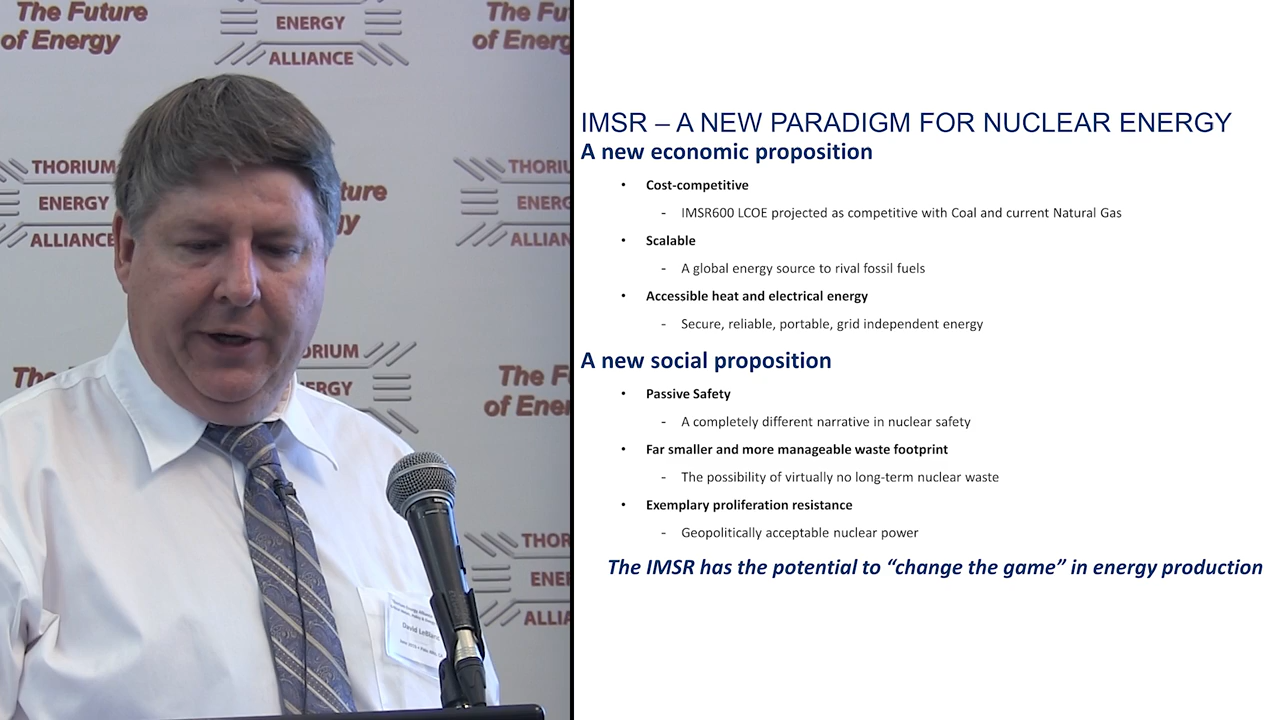 The Future
of Energy
ENERGY
ALLIANCE
The Future
of Energ
THORIUM
ENERGY
ALLIANCE
ture
gy
THORIU
ENERG
ALLIAN
The
ORIUM
ERGY
The Fu
of Ener
THOR
ENE
ALLIA
David LeBlanc
IMSR – A NEW PARADIGM FOR NUCLEAR ENERGY
A new economic proposition
• Cost-competitive
- IMSR600 LCOE projected as competitive with Coal and current Natural Gas
• Scalable
- A global energy source to rival fossil fuels
• Accessible heat and electrical energy
- Secure, reliable, portable, grid independent energy
A new social proposition
• Passive Safety
- A completely different narrative in nuclear safety
• Far smaller and more manageable waste footprint
- The possibility of virtually no long-term nuclear waste
• Exemplary proliferation resistance
- Geopolitically acceptable nuclear power
The IMSR has the potential to “change the game” in energy production